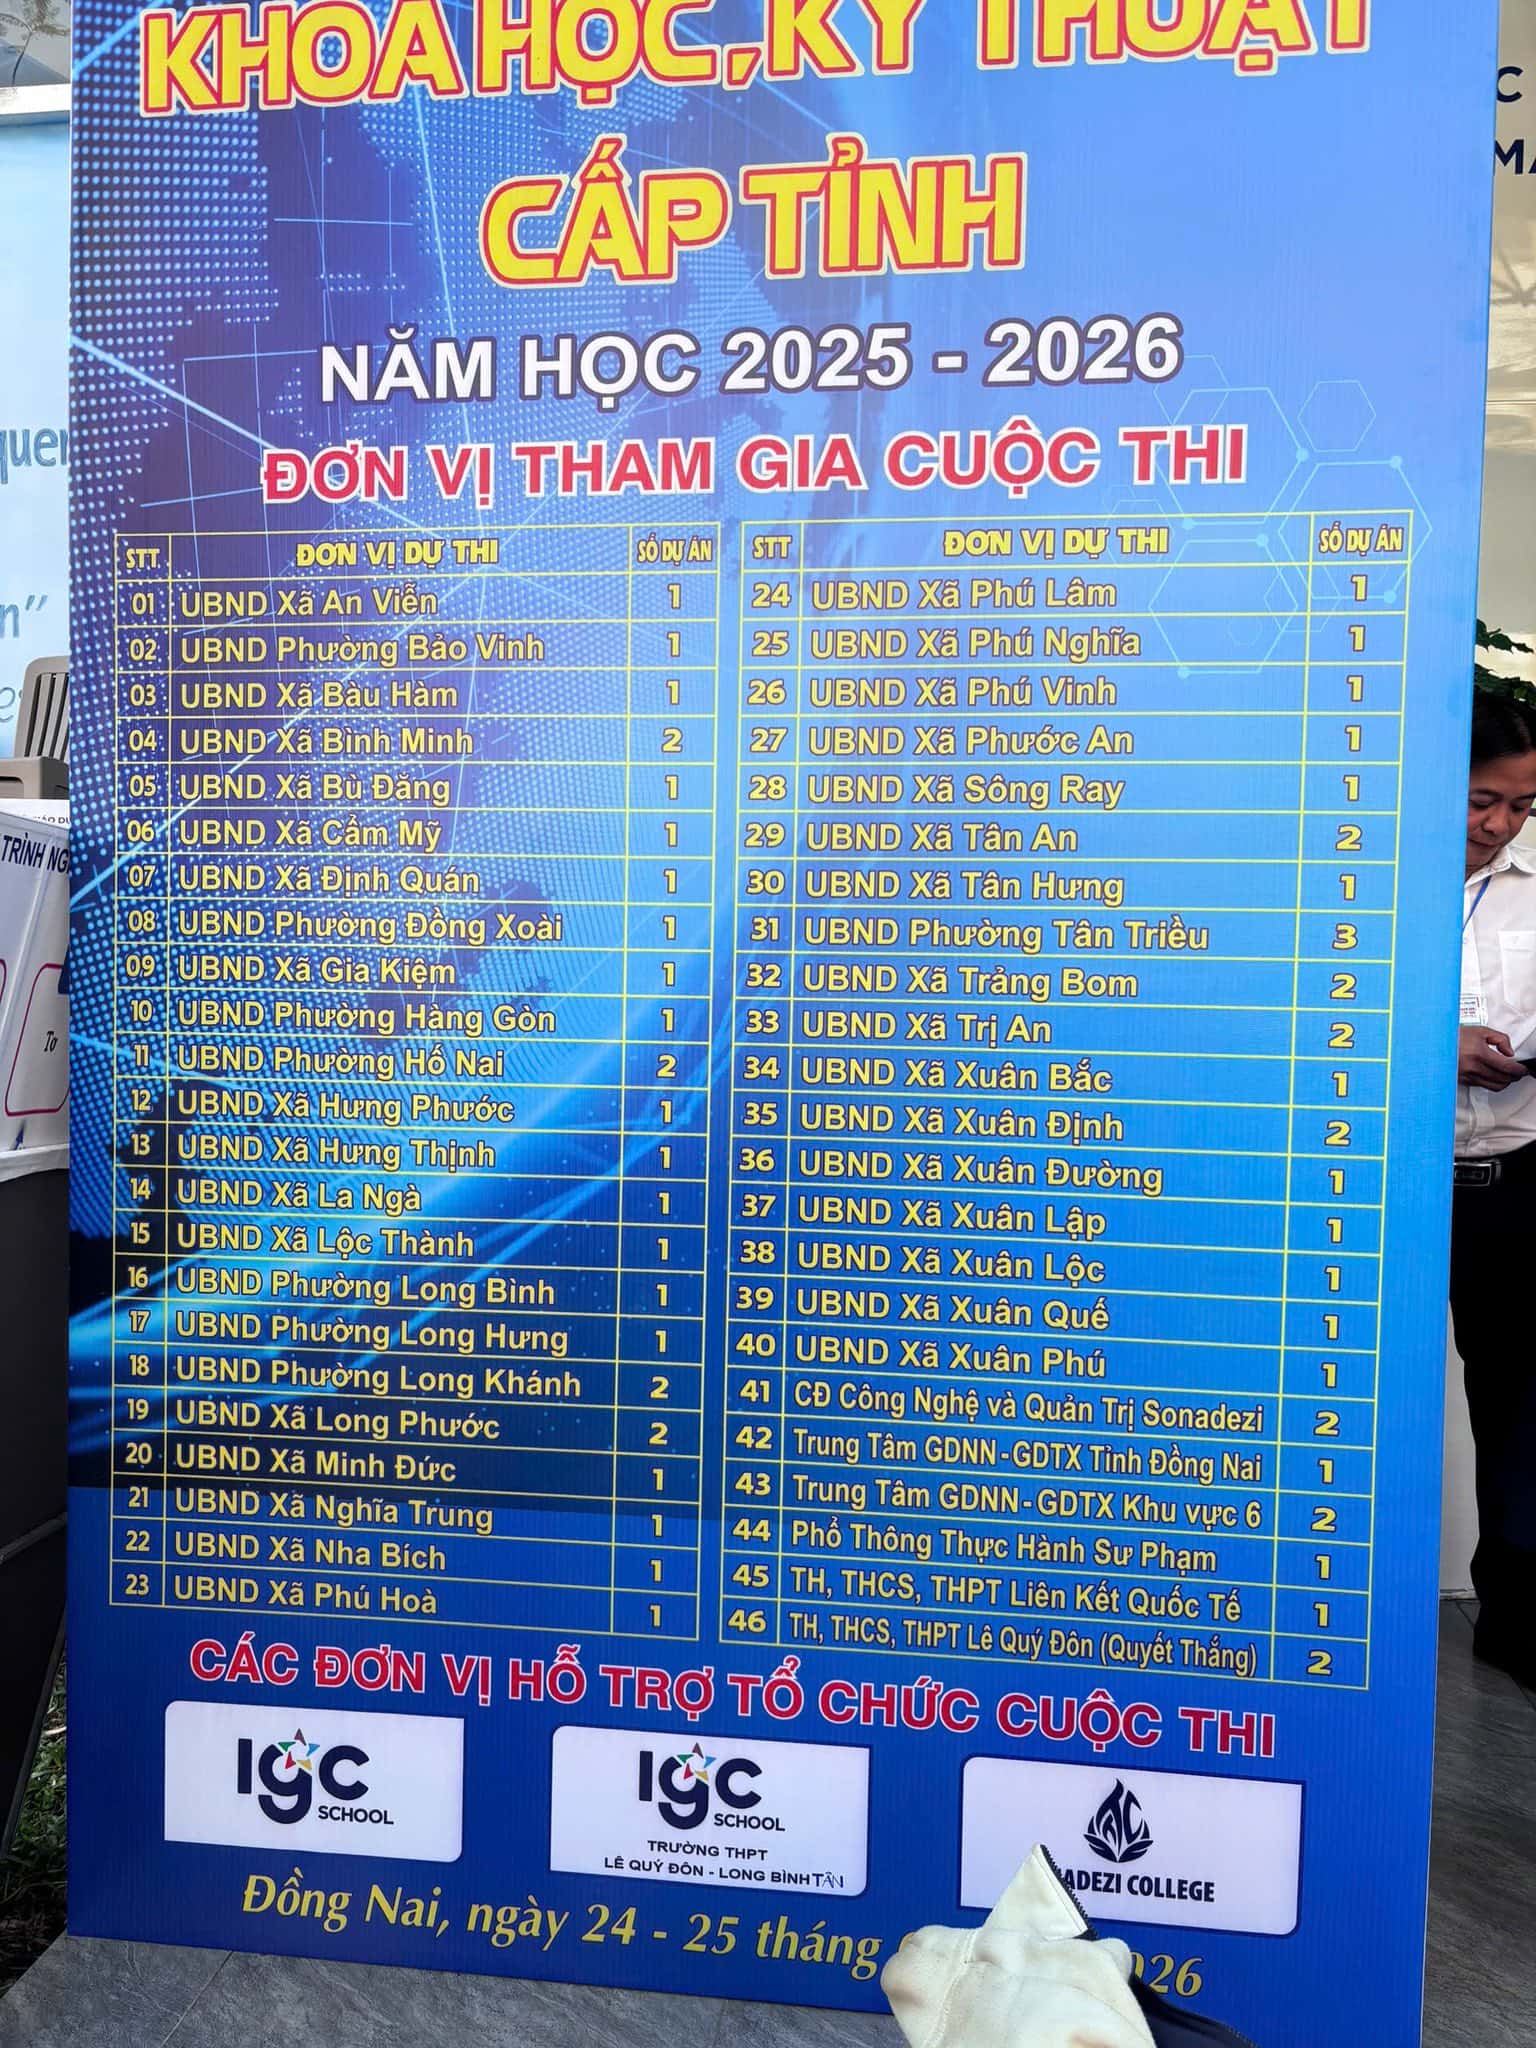 KHOA HỌC, KỸ THUẬT
CẤP TỈNH
NĂM HỌC 2025 - 2026
ĐƠN VỊ THAM GIA CUỘC THI
STT ĐƠN VỊ DỰ THI SỐ DỰ ÁN
01 UBND Xã An Viễn 1
02 UBND Phường Bảo Vinh 1
03 UBND Xã Bàu Hàm 1
04 UBND Xã Bình Minh 2
05 UBND Xã Bù Đăng 1
06 UBND Xã Cẩm Mỹ 1
07 UBND Xã Định Quán 1
08 UBND Phường Đồng Xoài 1
09 UBND Xã Gia Kiệm 1
10 UBND Phường Hàng Gòn 1
11 UBND Phường Hố Nai 2
12 UBND Xã Hưng Phước 1
13 UBND Xã Hưng Thịnh 1
14 UBND Xã La Ngà 1
15 UBND Xã Lộc Thành 1
16 UBND Phường Long Bình 1
17 UBND Phường Long Hưng 1
18 UBND Phường Long Khánh 2
19 UBND Xã Long Phước 2
20 UBND Xã Minh Đức 1
21 UBND Xã Nghĩa Trung 1
22 UBND Xã Nha Bích 1
23 UBND Xã Phú Hoà 1
STT ĐƠN VỊ DỰ THI SỐ DỰ ÁN
24 UBND Xã Phú Lâm 1
25 UBND Xã Phú Nghĩa 1
26 UBND Xã Phú Vinh 1
27 UBND Xã Phước An 1
28 UBND Xã Sông Ray 1
29 UBND Xã Tân An 2
30 UBND Xã Tân Hưng 1
31 UBND Phường Tân Triều 3
32 UBND Xã Trảng Bom 2
33 UBND Xã Trị An 2
34 UBND Xã Xuân Bắc 1
35 UBND Xã Xuân Định 2
36 UBND Xã Xuân Đường 1
37 UBND Xã Xuân Lập 1
38 UBND Xã Xuân Lộc 1
39 UBND Xã Xuân Quế 1
40 UBND Xã Xuân Phú 1
41 CĐ Công Nghệ và Quản Trị Sonadezi 2
42 Trung Tâm GDNN-GDTX Tỉnh Đồng Nai 1
43 Trung Tâm GDNN-GDTX Khu vực 6 2
44 Phổ Thông Thực Hành Sư Phạm 1
45 TH, THCS, THPT Liên Kết Quốc Tế 1
46 TH, THCS, THPT Lê Quý Đôn (Quyết Thắng) 2
CÁC ĐƠN VỊ HỖ TRỢ TỔ CHỨC CUỘC THI
IGC SCHOOL
IGC SCHOOL
TRƯỜNG THPT
LÊ QUÝ ĐÔN - LONG BÌNH TÂN
ADEZI COLLEGE
Đồng Nai, ngày 24 - 25 tháng
TRÌNH
To